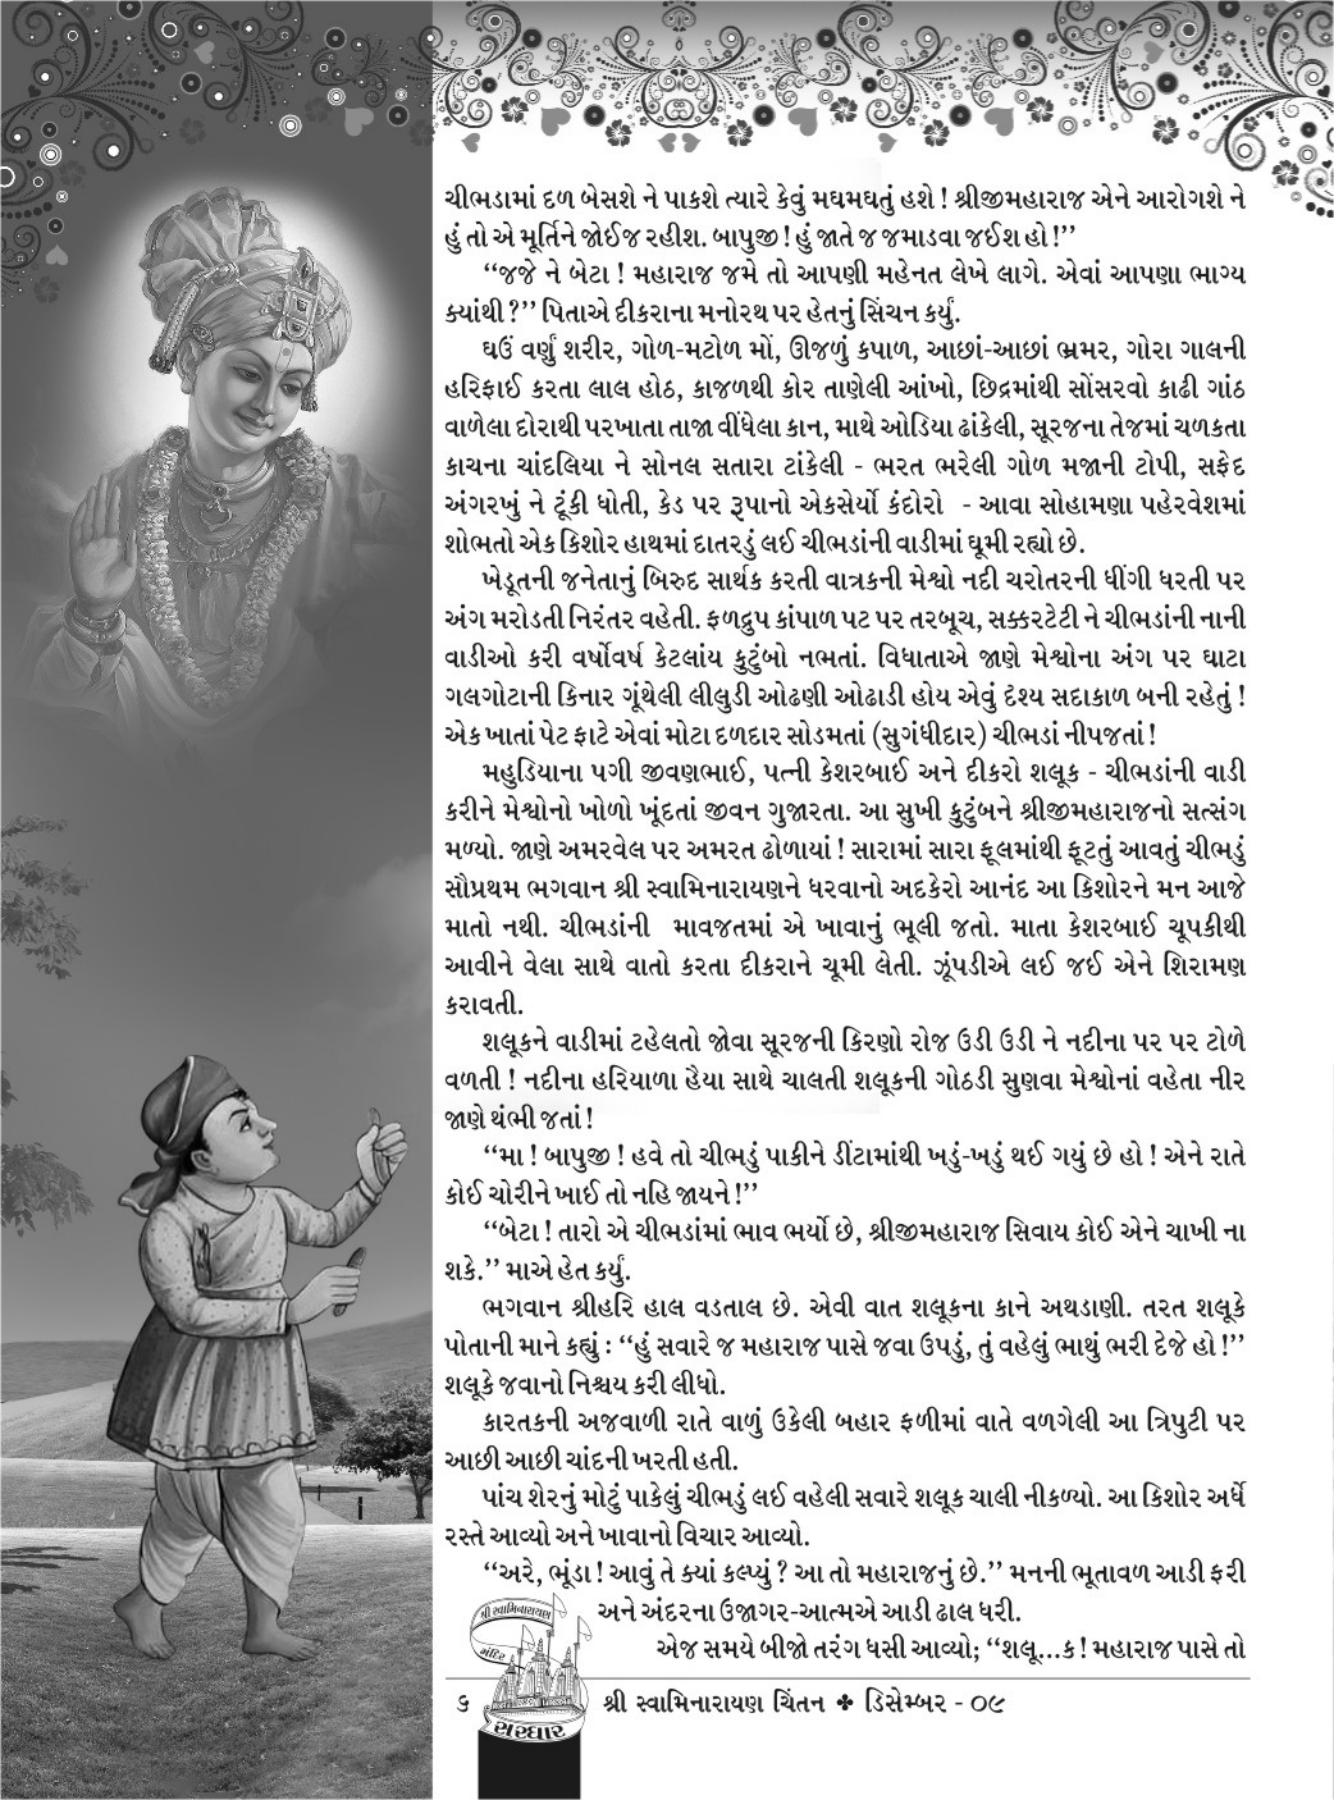 ચીભડામાં દળ બેસશે ને પાકશે ત્યારે કેવું મઘમઘતું હશે ! શ્રીજીમહારાજ એને આરોગશે ને
હું તો એ મૂર્તિને જોઈજ રહીશ. બાપુજી ! હું જાતે જ જમાડવા જઈશ હો !’’
‘‘જજે ને બેટા ! મહારાજ જમે તો આપણી મહેનત લેખે લાગે. એવાં આપણા ભાગ્ય
ક્યાંથી ?’’ પિતાએ દીકરાના મનોરથ પર હેતનું સિંચન કર્યું.
ઘઉં વર્ણું શરીર, ગોળ-મટોળ મોં, ઊજળું કપાળ, આછાં-આછાં ભ્રમર, ગોરા ગાલની
હરિફાઈ કરતા લાલ હોઠ, કાજળથી કોર તાણેલી આંખો, છિદ્રમાંથી સોંસરવો કાઢી ગાંઠ
વાળેલા દોરાથી પરખાતા તાજા વીંધેલા કાન, માથે ઓડિયા ઢાંકેલી, સૂરજના તેજમાં ચળકતા
કાચના ચાંદલિયા ને સોનલ સતારા ટાંકેલી - ભરત ભરેલી ગોળ મજાની ટોપી, સફેદ
અંગરખું ને ટૂંકી ધોતી, કેડ પર રૂપાનો એકસેર્યો કંદોરો - આવા સોહામણા પહેરવેશમાં
શોભતો એક કિશોર હાથમાં દાતરડું લઈ ચીભડાંની વાડીમાં ઘૂમી રહ્યો છે.
ખેડૂતની જનેતાનું બિરુદ સાર્થક કરતી વાત્રકની મેશ્વો નદી ચરોતરની ધીંગી ધરતી પર
અંગ મરોડતી નિરંતર વહેતી. ફળદ્રુપ કાંપાળ પટ પર તરબૂચ, સક્કરટેટી ને ચીભડાંની નાની
વાડીઓ કરી વર્ષોવર્ષ કેટલાંય કુટુંબો નભતાં. વિધાતાએ જાણે મેશ્વોના અંગ પર ઘાટા
ગલગોટાની કિનાર ગૂંથેલી લીલુડી ઓઢણી ઓઢાડી હોય એવું દૃશ્ય સદાકાળ બની રહેતું !
એક ખાતાં પેટ ફાટે એવાં મોટા દળદાર સોડમતાં (સુગંધીદાર) ચીભડાં નીપજતાં !
મહુડિયાના પગી જીવણભાઈ, પત્ની કેશરબાઈ અને દીકરો શલૂક - ચીભડાંની વાડી
કરીને મેશ્વોનો ખોળો ખૂંદતાં જીવન ગુજારતા. આ સુખી કુટુંબને શ્રીજીમહારાજનો સત્સંગ
મળ્યો. જાણે અમરવેલ પર અમરત ઢોળાયાં ! સારામાં સારા ફૂલમાંથી ફૂટતું આવતું ચીભડું
સૌપ્રથમ ભગવાન શ્રી સ્વામિનારાયણને ધરવાનો અદકેરો આનંદ આ કિશોરને મન આજે
માતો નથી. ચીભડાંની માવજતમાં એ ખાવાનું ભૂલી જતો. માતા કેશરબાઈ ચૂપકીથી
આવીને વેલા સાથે વાતો કરતા દીકરાને ચૂમી લેતી. ઝૂંપડીએ લઈ જઈ એને શિરામણ
કરાવતી.
શલૂકને વાડીમાં ટહેલતો જોવા સૂરજની કિરણો રોજ ઉડી ઉડી ને નદીના પર પર ટોળે
વળતી ! નદીના હરિયાળા હૈયા સાથે ચાલતી શલૂકની ગોઠડી સુણવા મેશ્વોનાં વહેતા નીર
જાણે થંભી જતાં !
‘‘મા ! બાપુજી ! હવે તો ચીભડું પાકીને ડીંટામાંથી ખડું-ખડું થઈ ગયું છે હો ! એને રાતે
કોઈ ચોરીને ખાઈ તો નહિ જાયને !’’
‘‘બેટા ! તારો એ ચીભડાંમાં ભાવ ભર્યો છે, શ્રીજીમહારાજ સિવાય કોઈ એને ચાખી ના
શકે.’’ માએ હેત કર્યું.
ભગવાન શ્રીહરિ હાલ વડતાલ છે. એવી વાત શલૂકના કાને અથડાણી. તરત શલૂકે
પોતાની માને કહ્યું : ‘‘હું સવારે જ મહારાજ પાસે જવા ઉપડું, તું વહેલું ભાથું ભરી દેજે હો !’’
શલૂકે જવાનો નિશ્ચય કરી લીધો.
કારતકની અજવાળી રાતે વાળું ઉકેલી બહાર ફળીમાં વાતે વળગેલી આ ત્રિપુટી પર
આછી આછી ચાંદની ખરતી હતી.
પાંચ શેરનું મોટું પાકેલું ચીભડું લઈ વહેલી સવારે શલૂક ચાલી નીકળ્યો. આ કિશોર અર્ધે
રસ્તે આવ્યો અને ખાવાનો વિચાર આવ્યો.
‘‘અરે, ભૂંડા ! આવું તે ક્યાં કલ્પ્યું ? આ તો મહારાજનું છે.’’ મનની ભૂતાવળ આડી ફરી
અને અંદરના ઉજાગર-આત્મએ આડી ઢાલ ધરી.
એજ સમયે બીજો તરંગ ધસી આવ્યો; ‘‘શલૂ...ક ! મહારાજ પાસે તો
શ્રી સ્વામિનારાયણ
મંદિર
સરધાર
૬ શ્રી સ્વામિનારાયણ ચિંતન ✤ ડિસેમ્બર - ૦૯